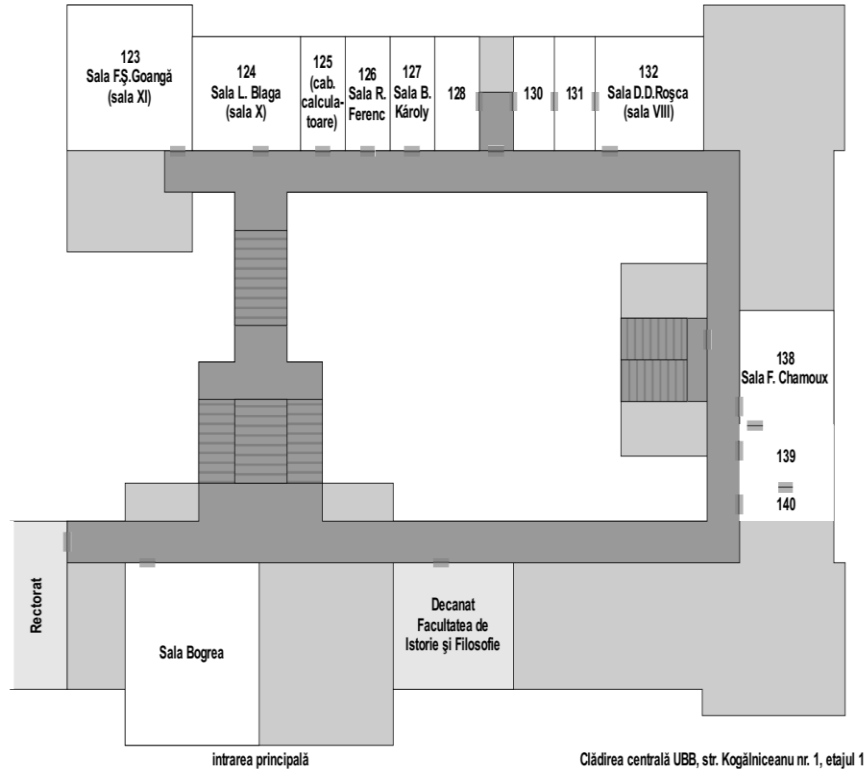 123
Sala F.Ş.Goangă
(sala XI)
124
Sala L. Blaga
(sala X)
125
(cab.
calcula-
toare)
126
Sala R.
Ferenc
127
Sala B.
Károly
128
130
131
132
Sala D.D.Roşca
(sala VIII)
138
Sala F. Chamoux
139
140
Rectorat
Sala Bogrea
Decanat
Facultatea de
Istorie şi Filosofie
intrarea principală
Clădirea centrală UBB, str. Kogălniceanu nr. 1, etajul 1